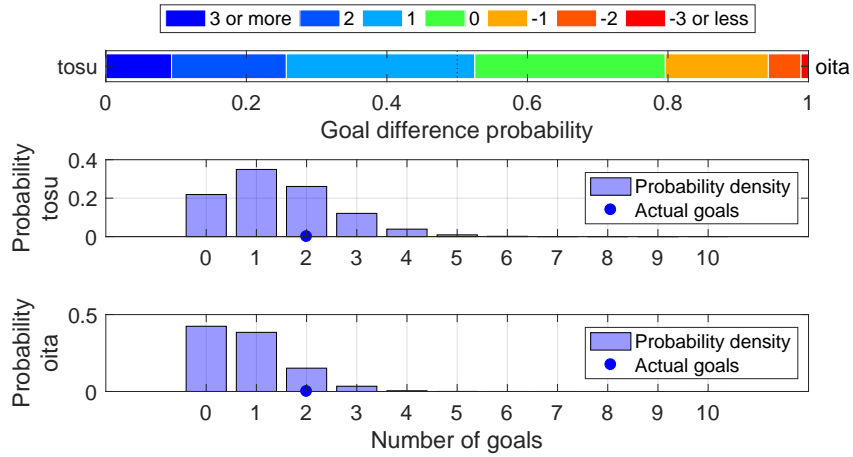 3 or more 2 1 0 -1 -2 -3 or less
tosu oita
0 0.2 0.4 0.6 0.8 1
Goal difference probability
Probability
tosu
0.4
0.2
0
Probability density
Actual goals
0 1 2 3 4 5 6 7 8 9 10
Probability
oita
0.5
0
Probability density
Actual goals
0 1 2 3 4 5 6 7 8 9 10
Number of goals